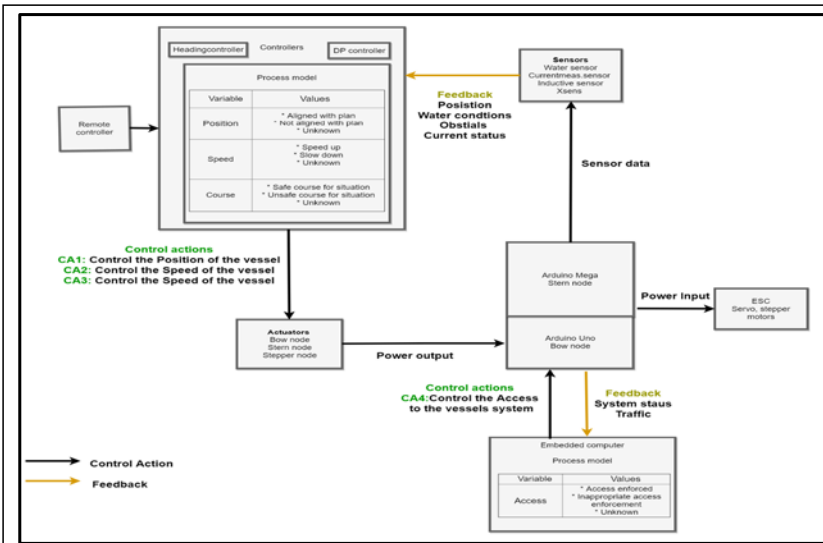 Headingcontroller
Controllers
DP controller
Process model
Variable
Values
Position
* Aligned with plan
* Not aligned with plan
* Unknown
Speed
* Speed up
* Slow down
* Unknown
Course
* Safe course for situation
* Unsafe course for situation
* Unknown
Remote
controller
Sensors
Water sensor
Currentmeas.sensor
Inductive sensor
Xsens
Feedback
Posistion
Water condtions
Obstials
Current status
Sensor data
Control actions
CA1: Control the Position of the vessel
CA2: Control the Speed of the vessel
CA3: Control the Speed of the vessel
Actuators
Bow node
Stern node
Stepper node
Power output
Arduino Mega
Stern node
Arduino Uno
Bow node
Power Input
ESC
Servo, stepper
motors
Control actions
CA4:Control the Access
to the vessels system
Feedback
System staus
Traffic
Embedded computer
Process model
Variable
Values
Access
* Access enforced
* Inappropriate access
enforcement
* Unknown
Control Action
Feedback